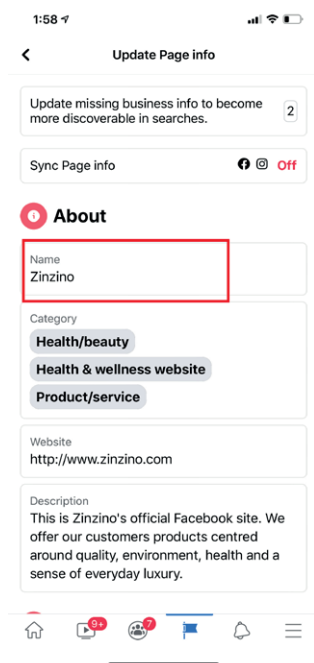 1:58
Update Page info
Update missing business info to become
more discoverable in searches.
2
Sync Page info
Off
About
Name
Zinzino
Category
Health/beauty
Health & wellness website
Product/service
Website
http://www.zinzino.com
Description
This is Zinzino's official Facebook site. We
offer our customers products centred
around quality, environment, health and a
sense of everyday luxury.
9+
7